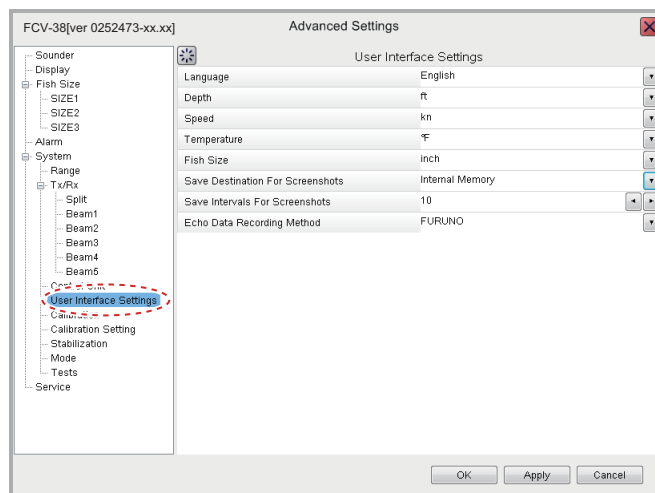 FCV-38[ver 0252473-xx.xx]
Advanced Settings
Sounder
Display
Fish Size
SIZE1
SIZE2
SIZE3
Alarm
System
Range
Tx/Rx
Split
Beam1
Beam2
Beam3
Beam4
Beam5
Control Unit
User Interface Settings
Calibration
Calibration Setting
Stabilization
Mode
Tests
Service
User Interface Settings
Language English
Depth ft
Speed kn
Temperature °F
Fish Size inch
Save Destination For Screenshots Internal Memory
Save Intervals For Screenshots 10
Echo Data Recording Method FURUNO
OK Apply Cancel